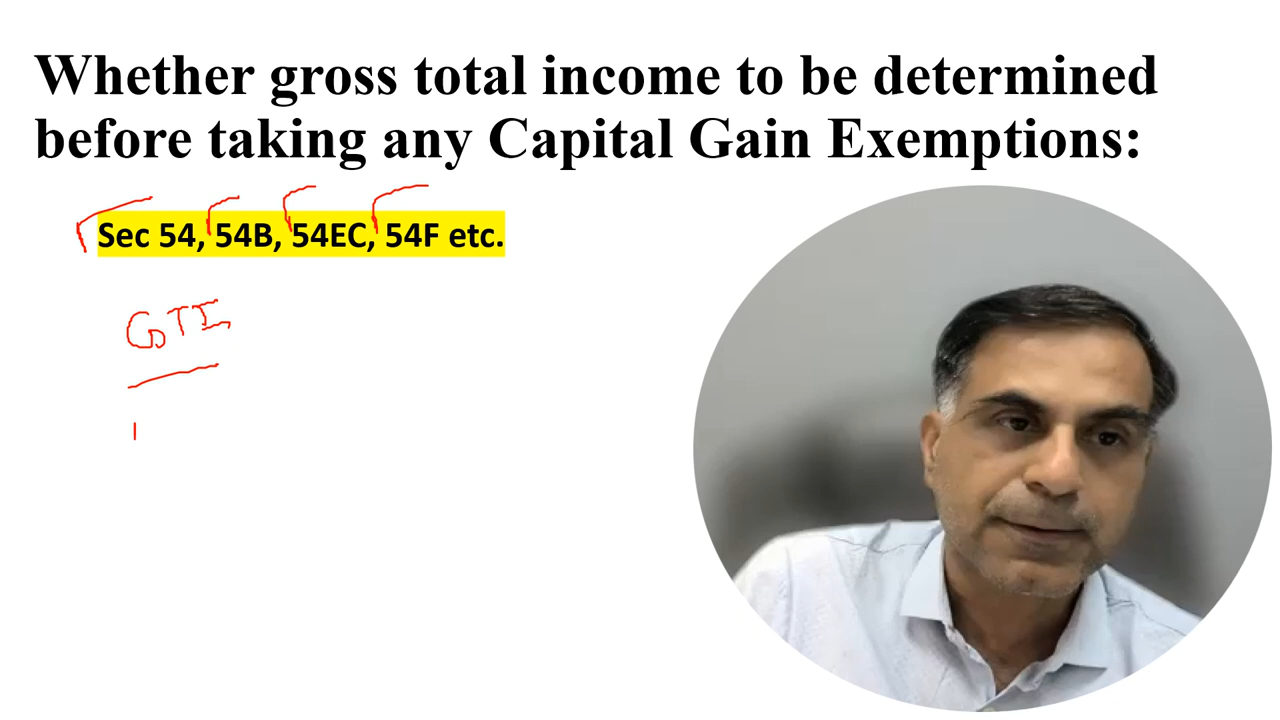 Whether gross total income to be determined
before taking any Capital Gain Exemptions:
Sec 54, 54B, 54EC, 54F etc.
GTI